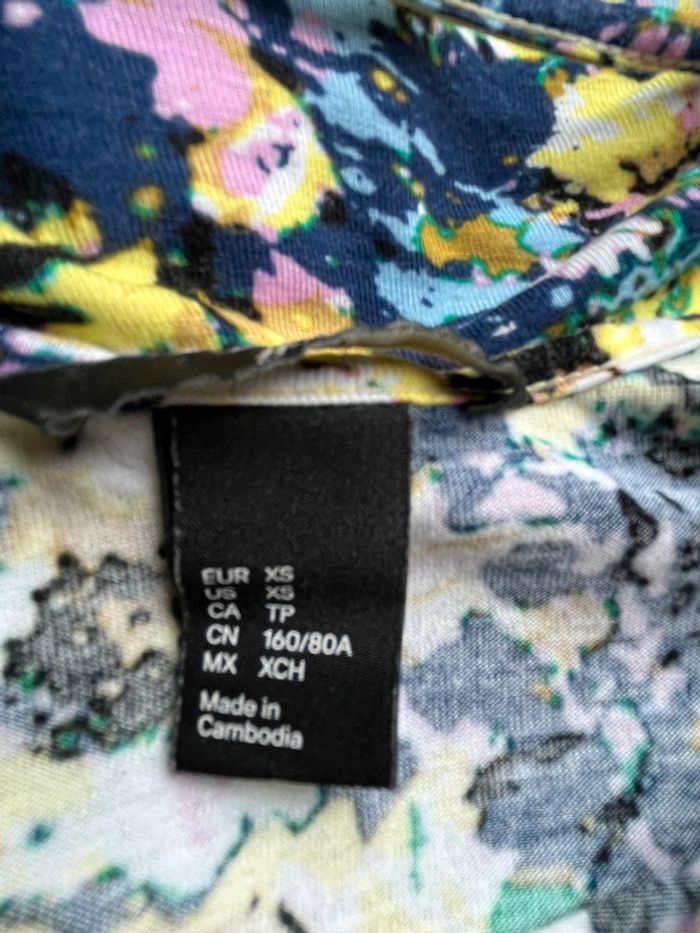 EUR XS
US XS
CA TP
CN 160/80A
MX XCH
Made in
Cambodia